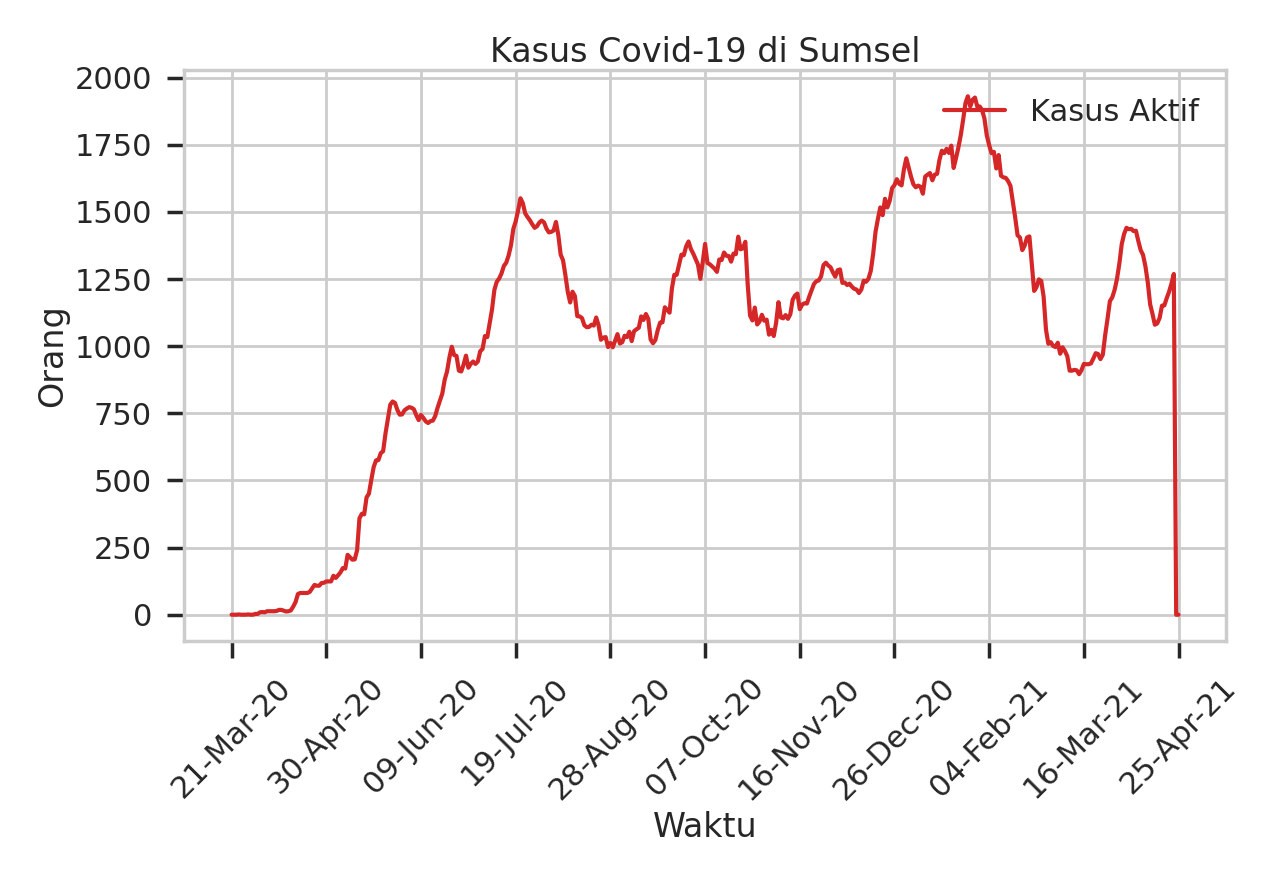 Kasus Covid-19 di Sumsel
Kasus Aktif
Orang
2000
1750
1500
1250
1000
750
500
250
0
21-Mar-20
30-Apr-20
09-Jun-20
19-Jul-20
28-Aug-20
07-Oct-20
16-Nov-20
26-Dec-20
04-Feb-21
16-Mar-21
25-Apr-21
Waktu